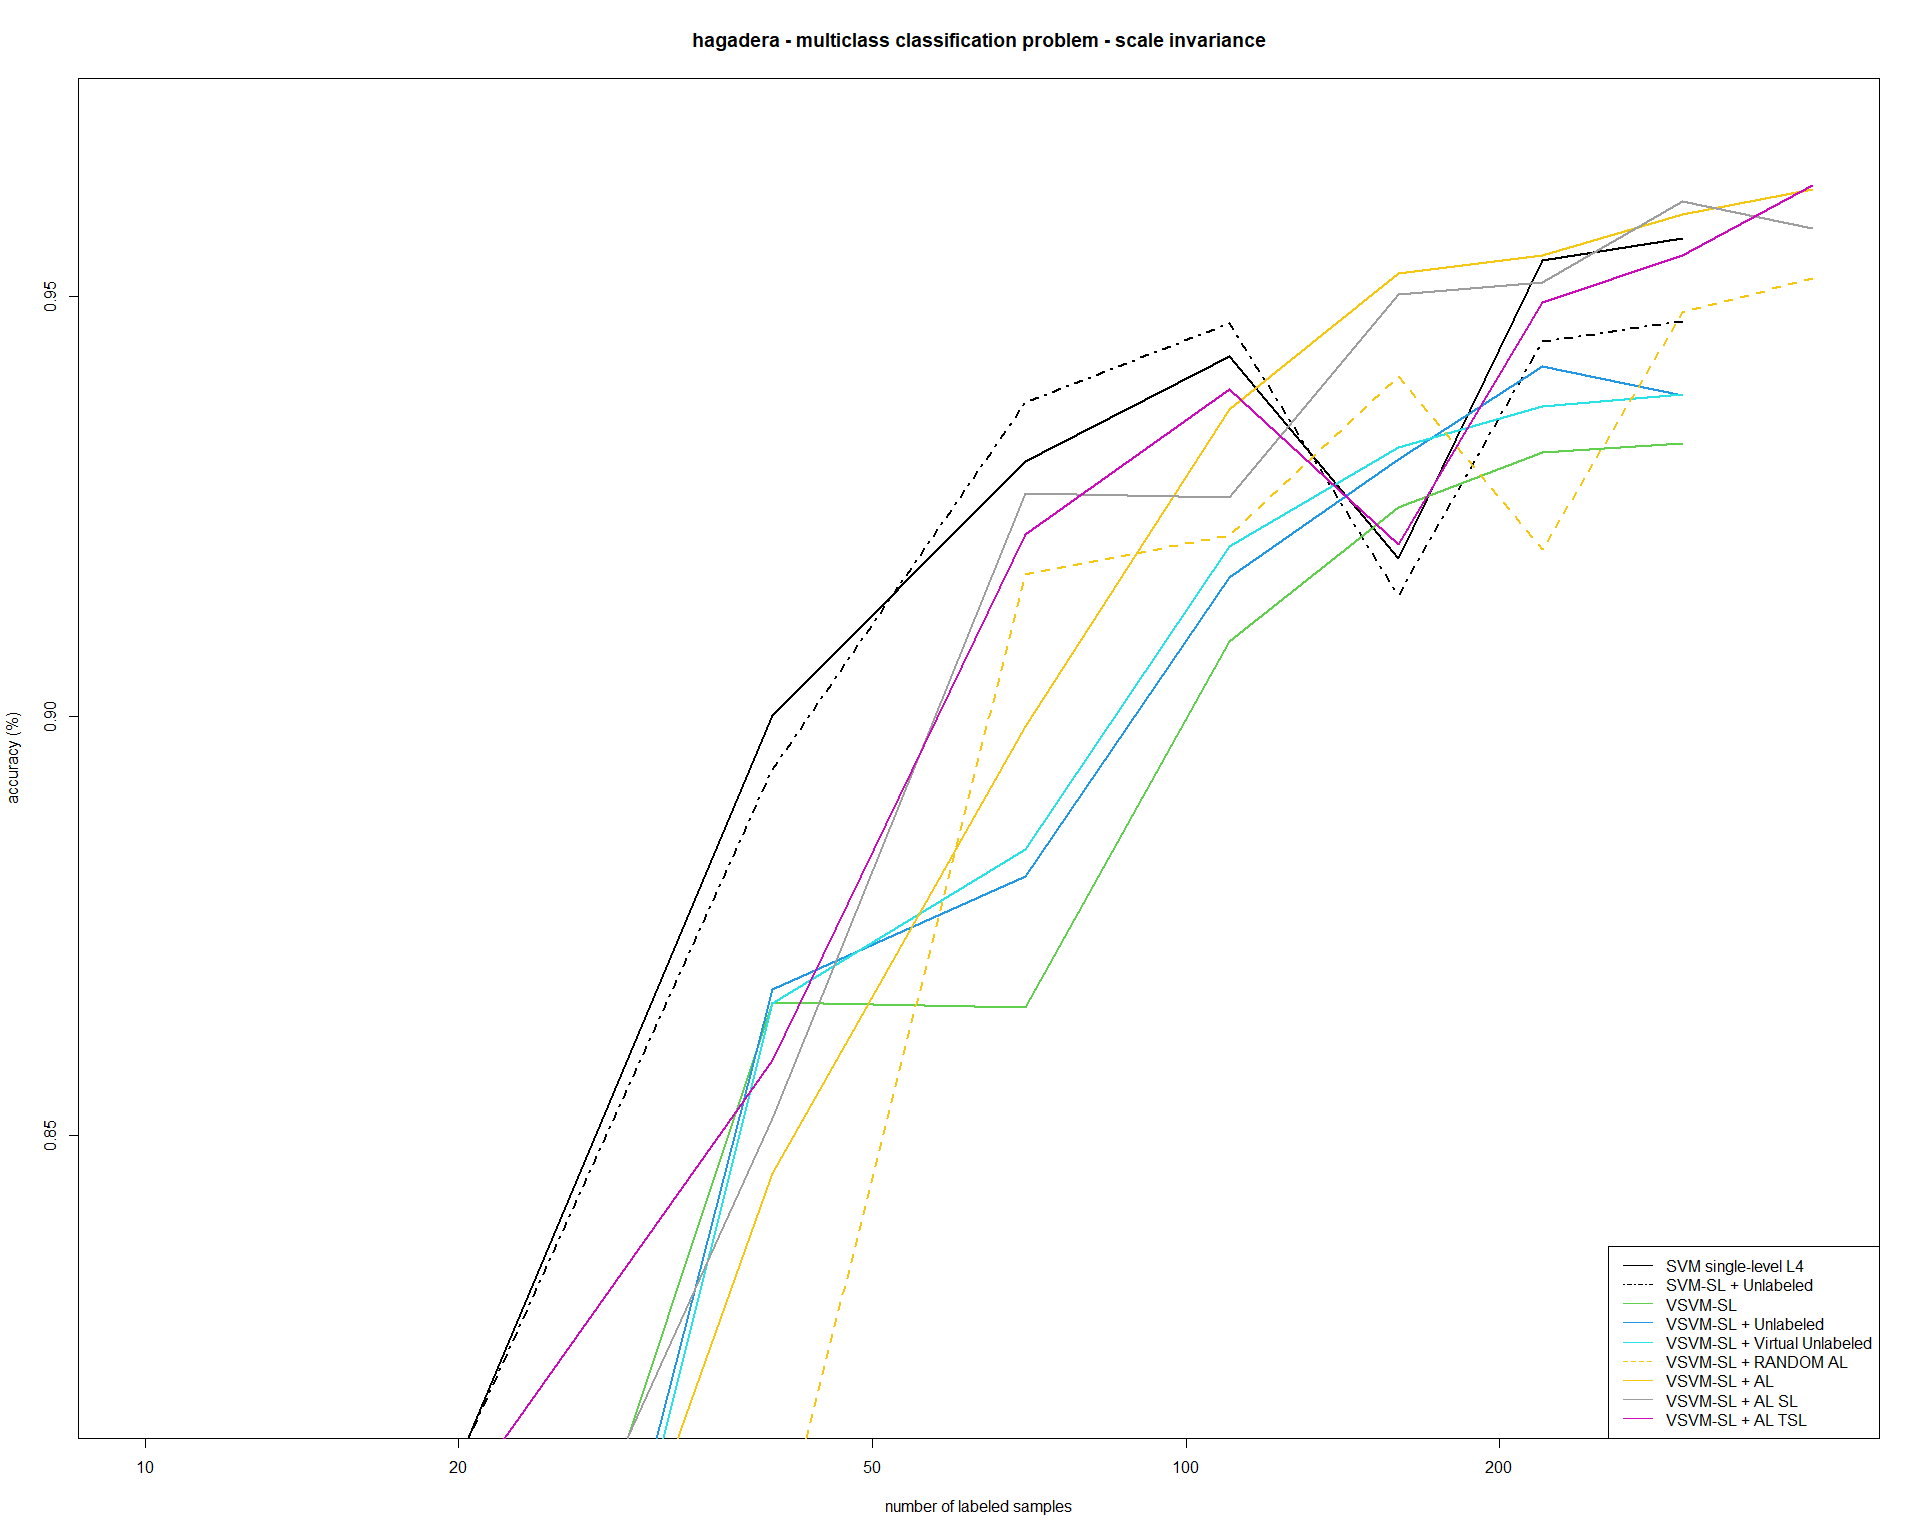 hagadera - multiclass classification problem - scale invariance
accuracy (%)
0.95
0.90
0.85
10
20
50
100
200
number of labeled samples
SVM single-level L4
SVM-SL + Unlabeled
VSVM-SL
VSVM-SL + Unlabeled
VSVM-SL + Virtual Unlabeled
VSVM-SL + RANDOM AL
VSVM-SL + AL
VSVM-SL + AL SL
VSVM-SL + AL TSL